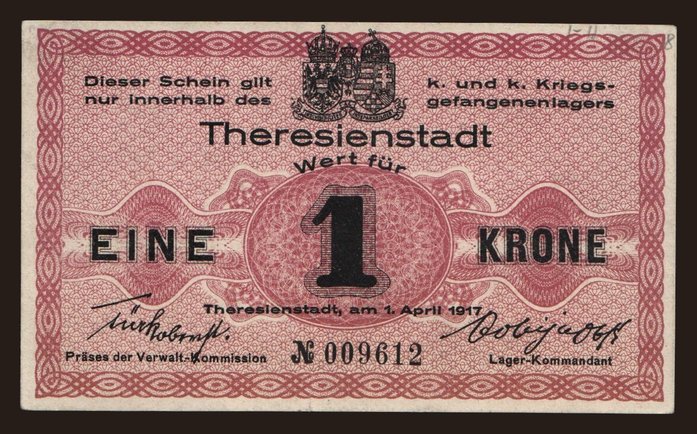 Dieser Schein gilt k. und k. Kriegs-
nur innerhalb des gefangenenlagers
Theresienstadt
Wert für
EINE 1 KRONE
Theresienstadt, am 1. April 1917
Präses der Verwalt-Kommission № 009612 Lager-Kommandant